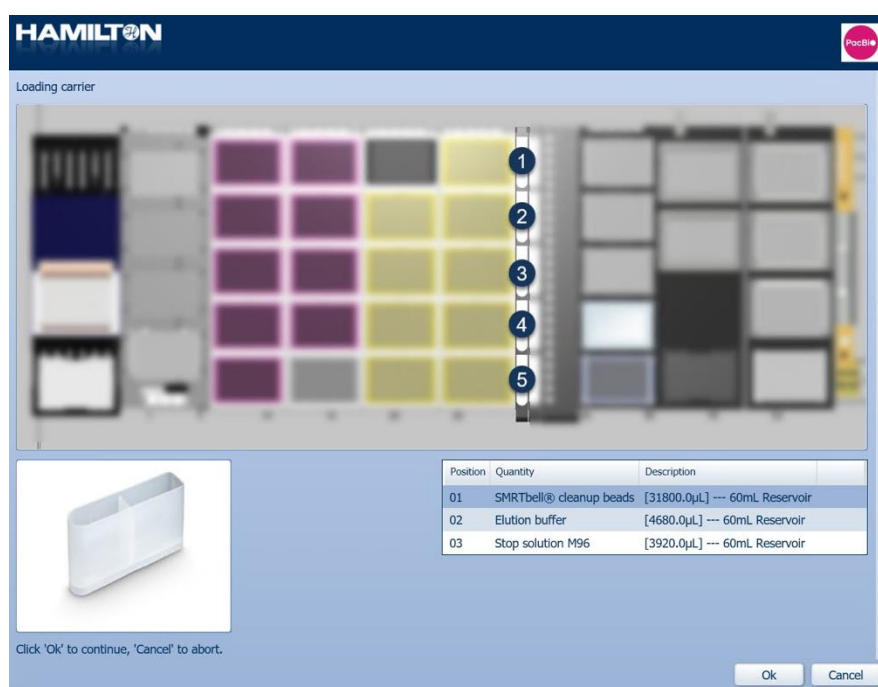 HAMILTON
PacBio
Loading carrier
1
2
3
4
5
Position Quantity Description
01 SMRTbell® cleanup beads [31800.0µL] --- 60mL Reservoir
02 Elution buffer [4680.0µL] --- 60mL Reservoir
03 Stop solution M96 [3920.0µL] --- 60mL Reservoir
Click 'Ok' to continue, 'Cancel' to abort.
Ok Cancel